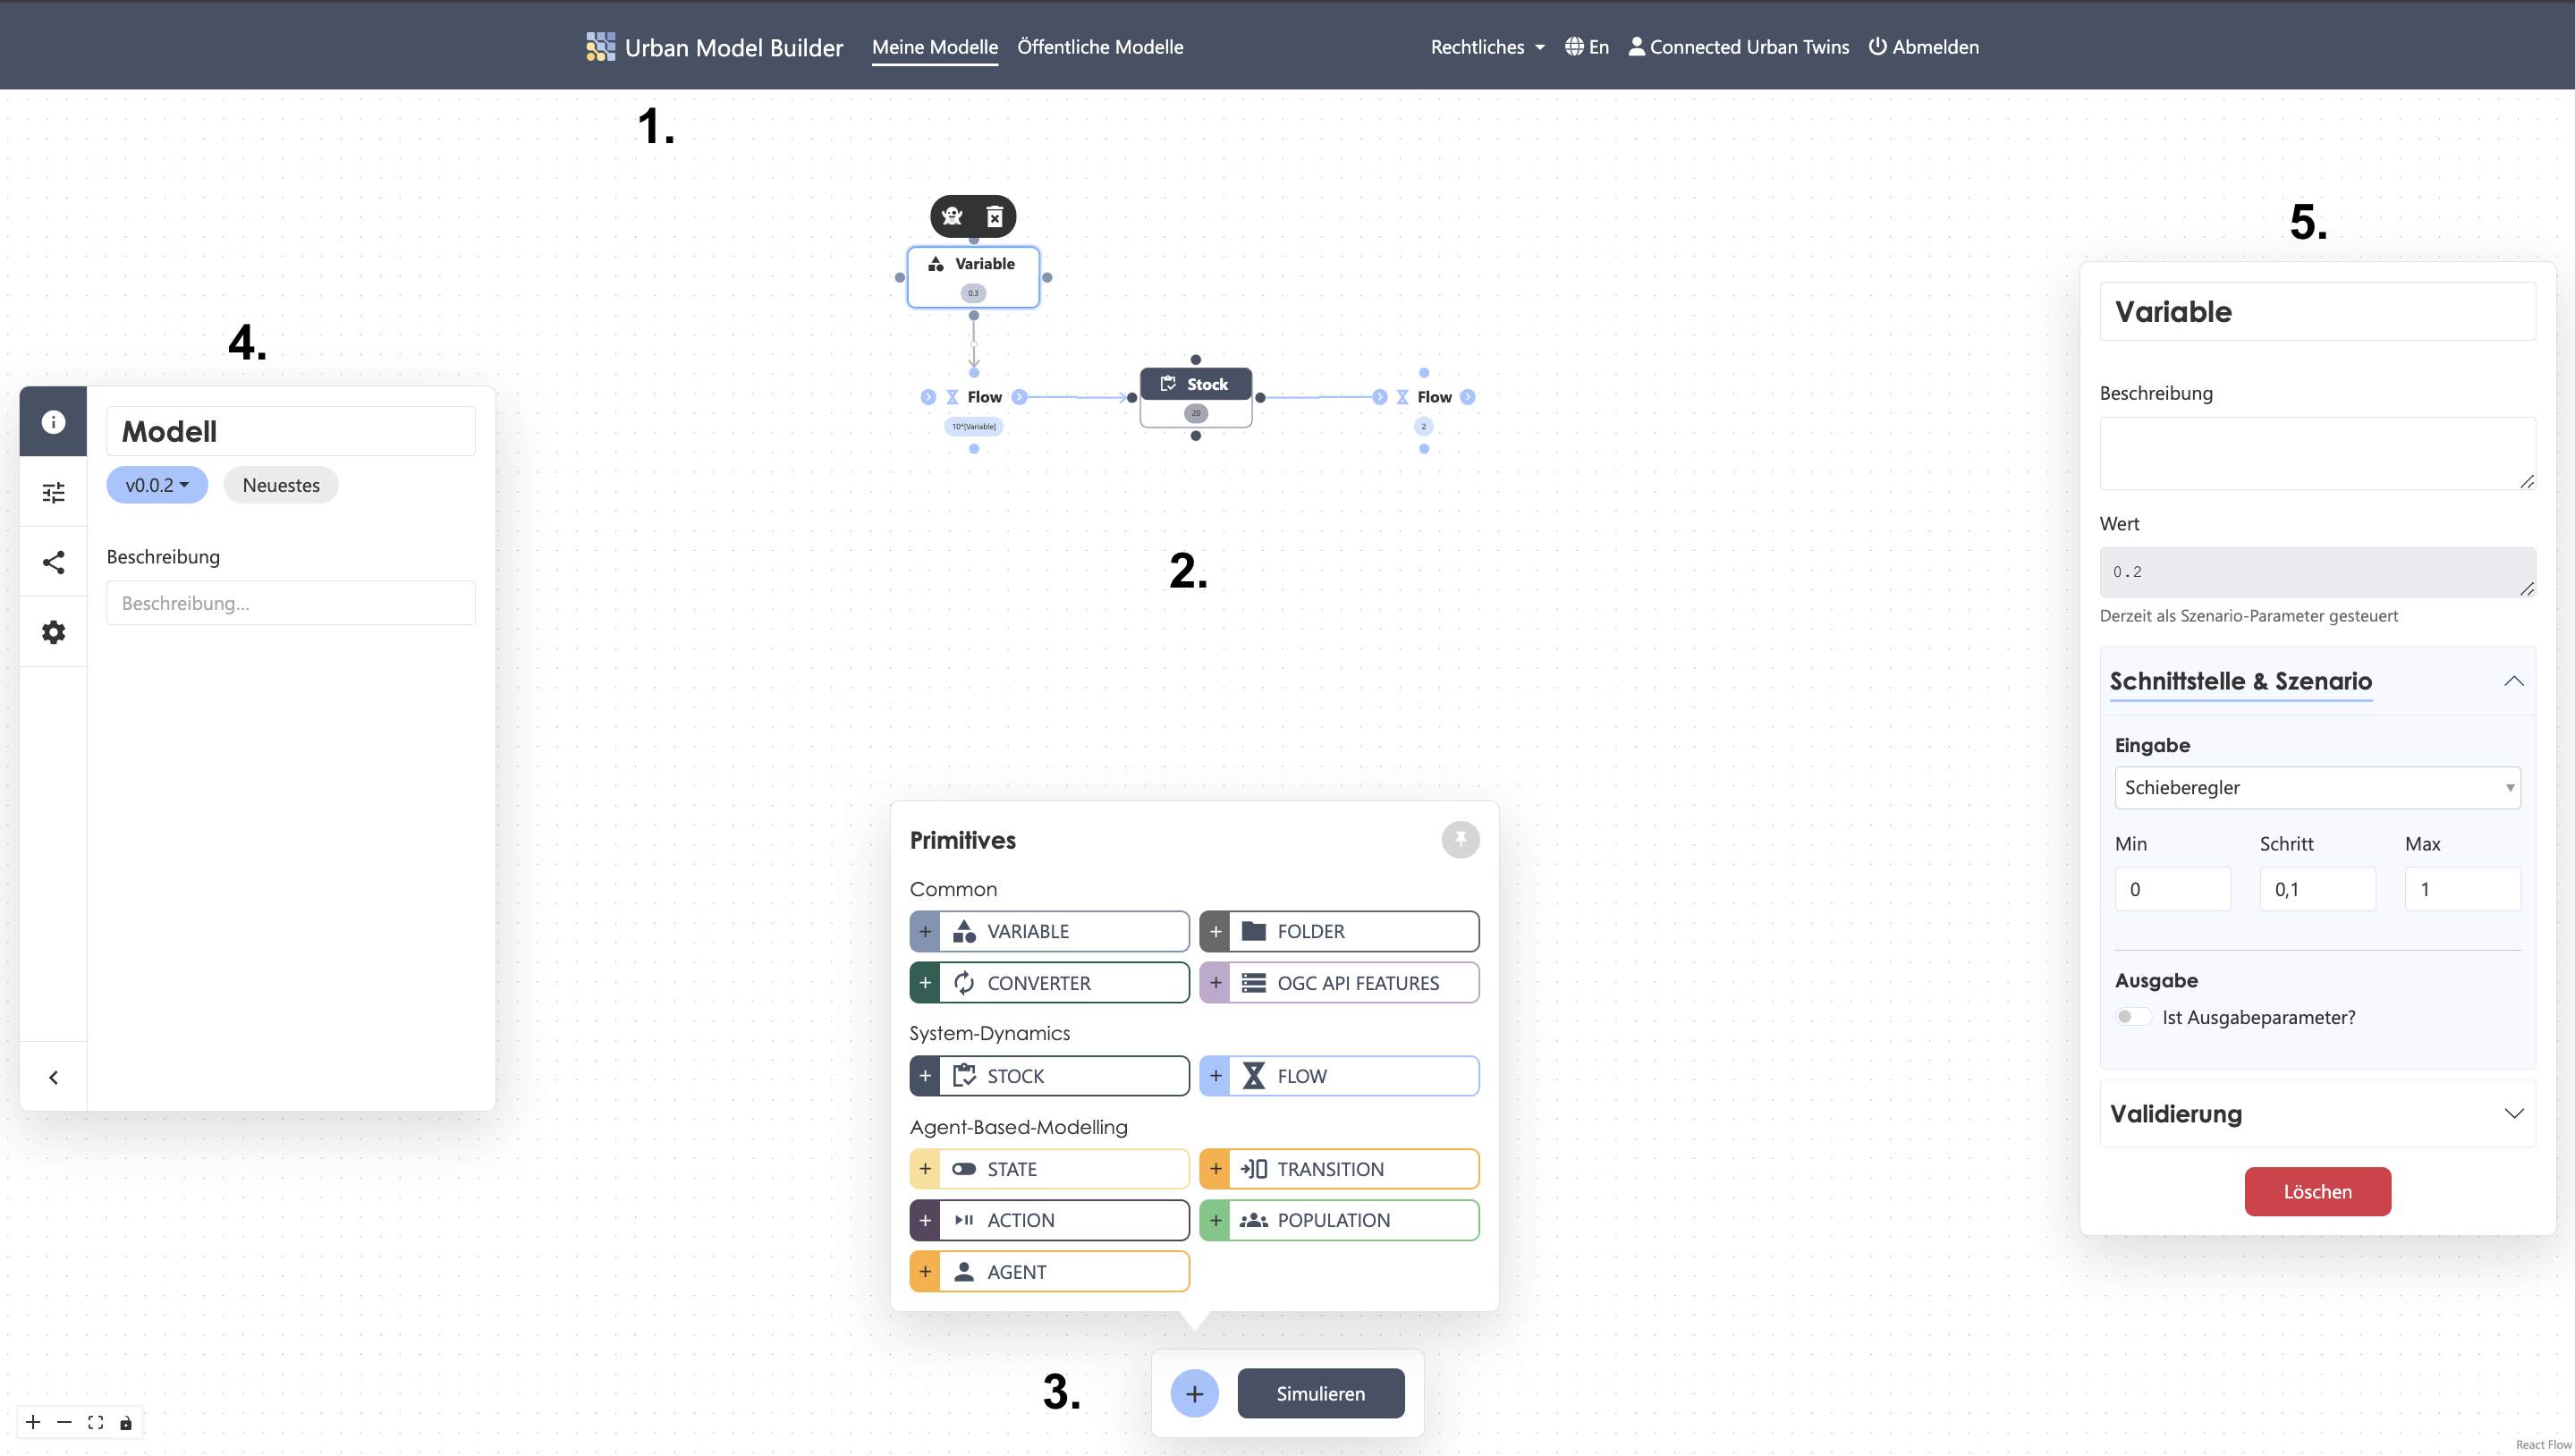 Urban Model Builder Meine Modelle Öffentliche Modelle Rechtliches En Connected Urban Twins Abmelden
1.
Variable
0.3
Flow
10*[Variable]
Stock
20
Flow
2
2.
4.
Modell
v0.0.2 Neuestes
Beschreibung
Beschreibung...
Primitives
Common
+ VARIABLE + FOLDER
+ CONVERTER + OGC API FEATURES
System-Dynamics
+ STOCK + FLOW
Agent-Based-Modelling
+ STATE + TRANSITION
+ ACTION + POPULATION
+ AGENT
3.
+ Simulieren
5.
Variable
Beschreibung
Wert
0.2
Derzeit als Szenario-Parameter gesteuert
Schnittstelle & Szenario
Eingabe
Schieberegler
Min Schritt Max
0 0,1 1
Ausgabe
Ist Ausgabeparameter?
Validierung
Löschen
React Flow